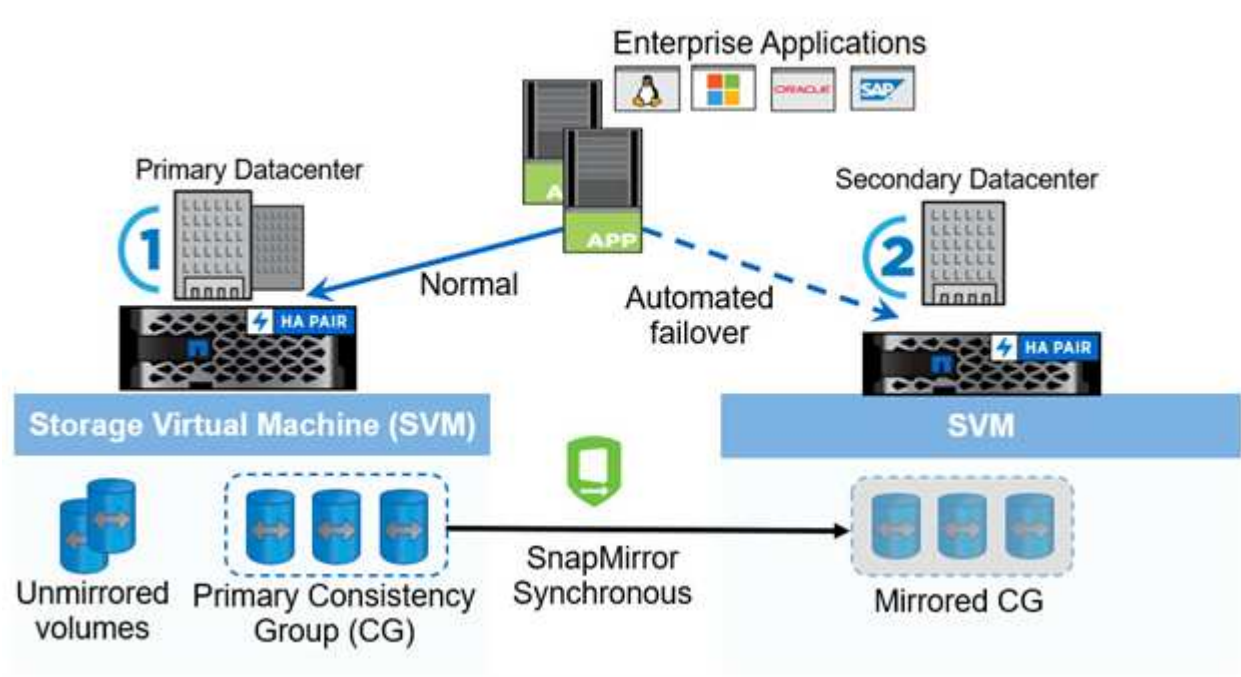 Enterprise Applications
ORACLE
SAP
Primary Datacenter
Secondary Datacenter
1
2
A
APP
Normal
Automated
failover
HA PAIR
HA PAIR
Storage Virtual Machine (SVM)
SVM
SnapMirror
Synchronous
Unmirrored
volumes
Primary Consistency
Group (CG)
Mirrored CG